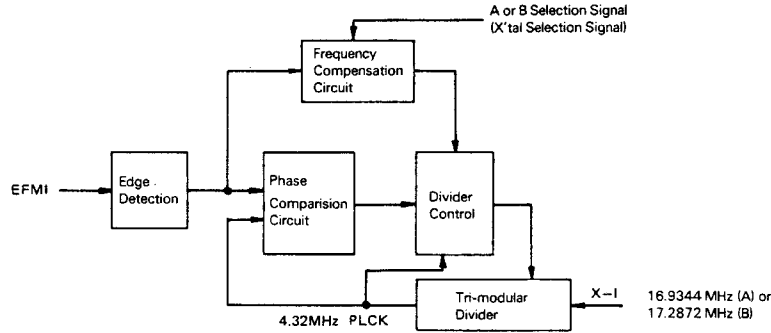 A or B Selection Signal
(X'tal Selection Signal)
Frequency
Compensation
Circuit
EFMI
Edge
Detection
Phase
Comparision
Circuit
Divider
Control
4.32MHz PLCK
Tri-modular
Divider
X-I
16.9344 MHz (A) or
17.2872 MHz (B)